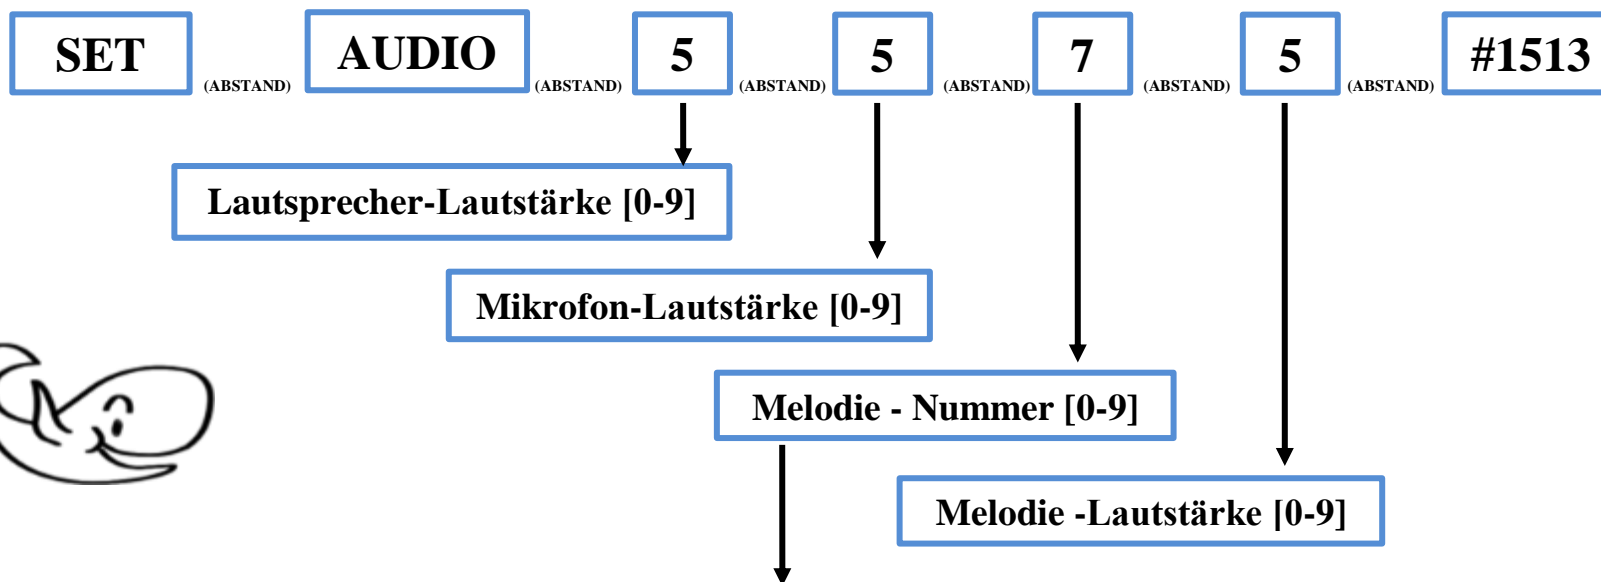 SET (ABSTAND) AUDIO (ABSTAND) 5 (ABSTAND) 5 (ABSTAND) 7 (ABSTAND) 5 (ABSTAND) #1513
Lautsprecher-Lautstärke [0-9]
Mikrofon-Lautstärke [0-9]
Melodie - Nummer [0-9]
Melodie -Lautstärke [0-9]